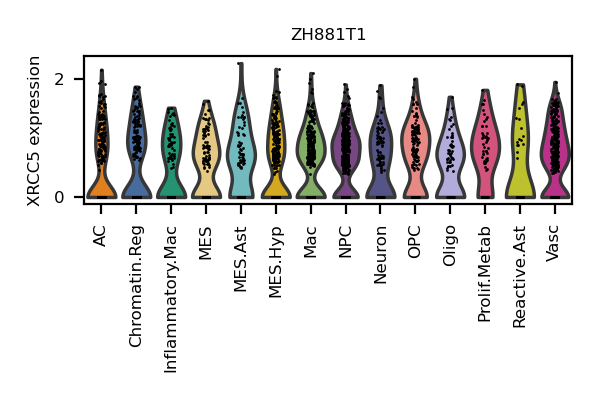 ZH881T1
XRCC5 expression
2
0
AC
Chromatin.Reg
Inflammatory.Mac
MES
MES.Ast
MES.Hyp
Mac
NPC
Neuron
OPC
Oligo
Prolif.Metab
Reactive.Ast
Vasc